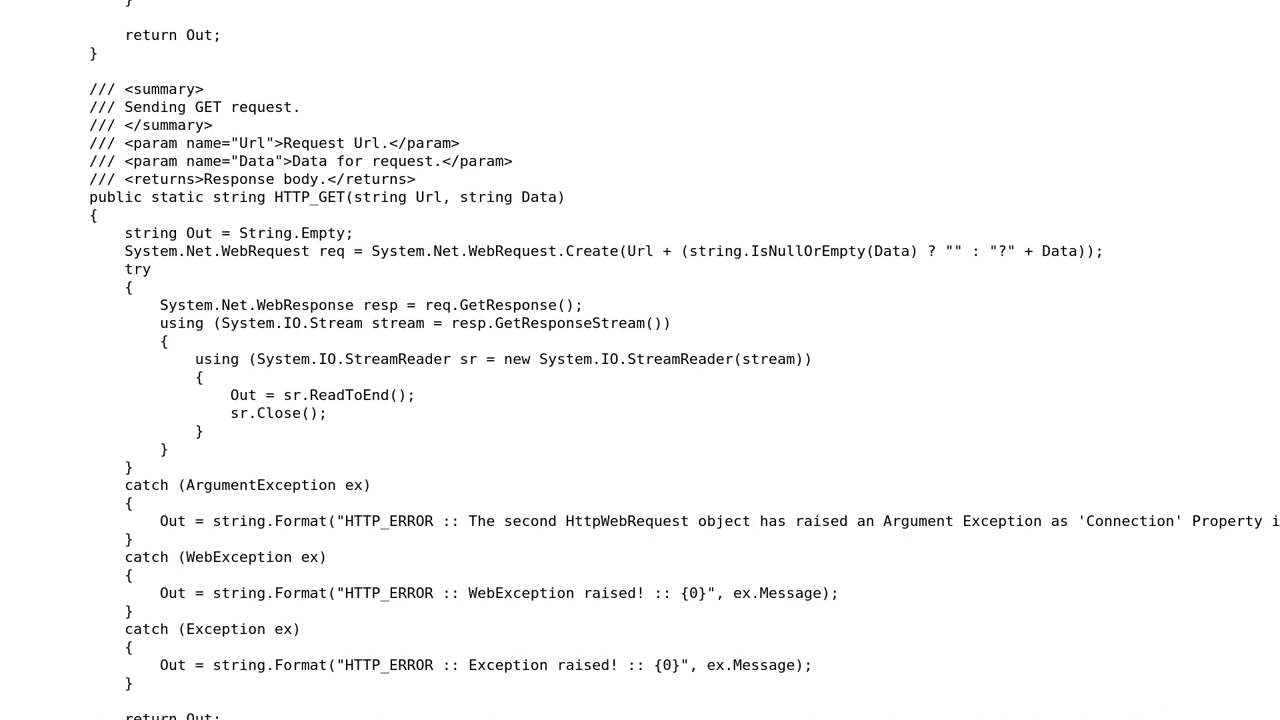 }
return Out;
}
/// <summary>
/// Sending GET request.
/// </summary>
/// <param name="Url">Request Url.</param>
/// <param name="Data">Data for request.</param>
/// <returns>Response body.</returns>
public static string HTTP_GET(string Url, string Data)
{
string Out = String.Empty;
System.Net.WebRequest req = System.Net.WebRequest.Create(Url + (string.IsNullOrEmpty(Data) ? "" : "?" + Data));
try
{
System.Net.WebResponse resp = req.GetResponse();
using (System.IO.Stream stream = resp.GetResponseStream())
{
using (System.IO.StreamReader sr = new System.IO.StreamReader(stream))
{
Out = sr.ReadToEnd();
sr.Close();
}
}
}
catch (ArgumentException ex)
{
Out = string.Format("HTTP_ERROR :: The second HttpWebRequest object has raised an Argument Exception as 'Connection' Property i
}
catch (WebException ex)
{
Out = string.Format("HTTP_ERROR :: WebException raised! :: {0}", ex.Message);
}
catch (Exception ex)
{
Out = string.Format("HTTP_ERROR :: Exception raised! :: {0}", ex.Message);
}
return Out;